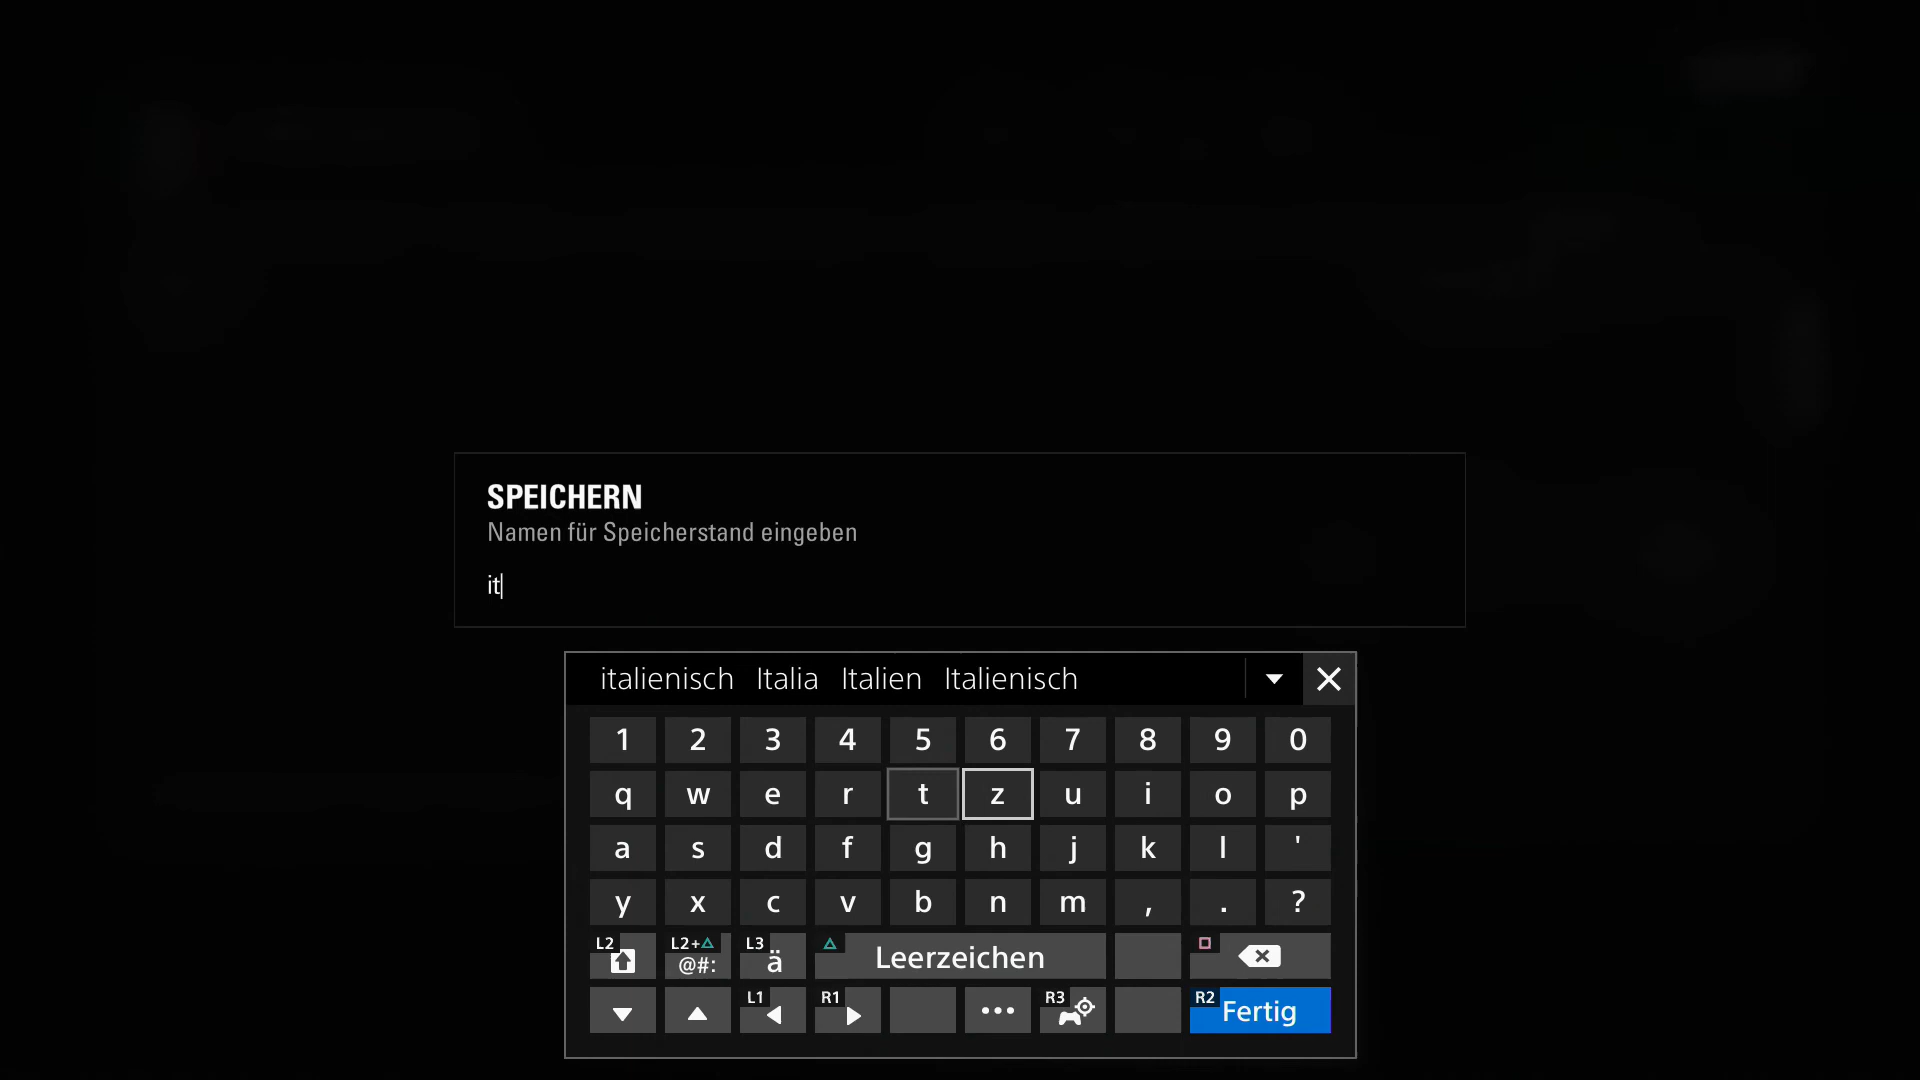 SPEICHERN
Namen für Speicherstand eingeben
it
italienisch Italia Italien Italienisch
1 2 3 4 5 6 7 8 9 0
q w e r t z u i o p
a s d f g h j k l '
y x c v b n m , . ?
L2 L2+△ @#: L3 ä △ Leerzeichen □
L1 R1 ... R3 R2 Fertig